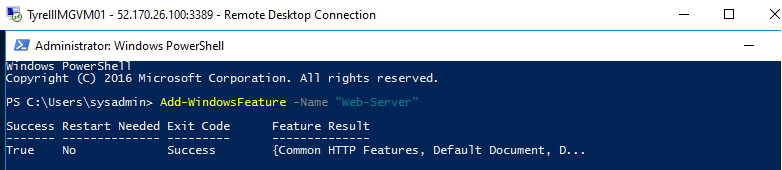 TyrellIMGVM01 - 52.170.26.100:3389 - Remote Desktop Connection
Administrator: Windows PowerShell
Windows PowerShell
Copyright (C) 2016 Microsoft Corporation. All rights reserved.
PS C:\Users\sysadmin> Add-WindowsFeature -Name "Web-Server"
Success Restart Needed Exit Code      Feature Result
------- -------------- ---------      --------------
True    No             Success        {Common HTTP Features, Default Document, D...